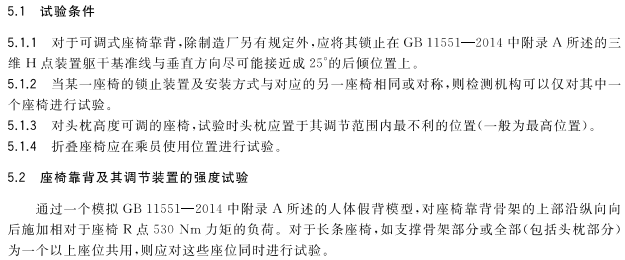 5.1 试验条件
5.1.1 对于可调式座椅靠背,除制造厂另有规定外,应将其锁止在 GB 11551—2014 中附录 A 所述的三
维 H 点装置躯干基准线与垂直方向尽可能接近成 25°的后倾位置上。
5.1.2 当某一座椅的锁止装置及安装方式与对应的另一座椅相同或对称,则检测机构可以仅对其中一
个座椅进行试验。
5.1.3 对头枕高度可调的座椅,试验时头枕应置于其调节范围内最不利的位置(一般为最高位置)。
5.1.4 折叠座椅应在乘员使用位置进行试验。
5.2 座椅靠背及其调节装置的强度试验
通过一个模拟 GB 11551—2014 中附录 A 所述的人体假背模型,对座椅靠背骨架的上部沿纵向向
后施加相对于座椅 R 点 530 Nm 力矩的负荷。对于长条座椅,如支撑骨架部分或全部(包括头枕部分)
为一个以上座位共用,则应对这些座位同时进行试验。